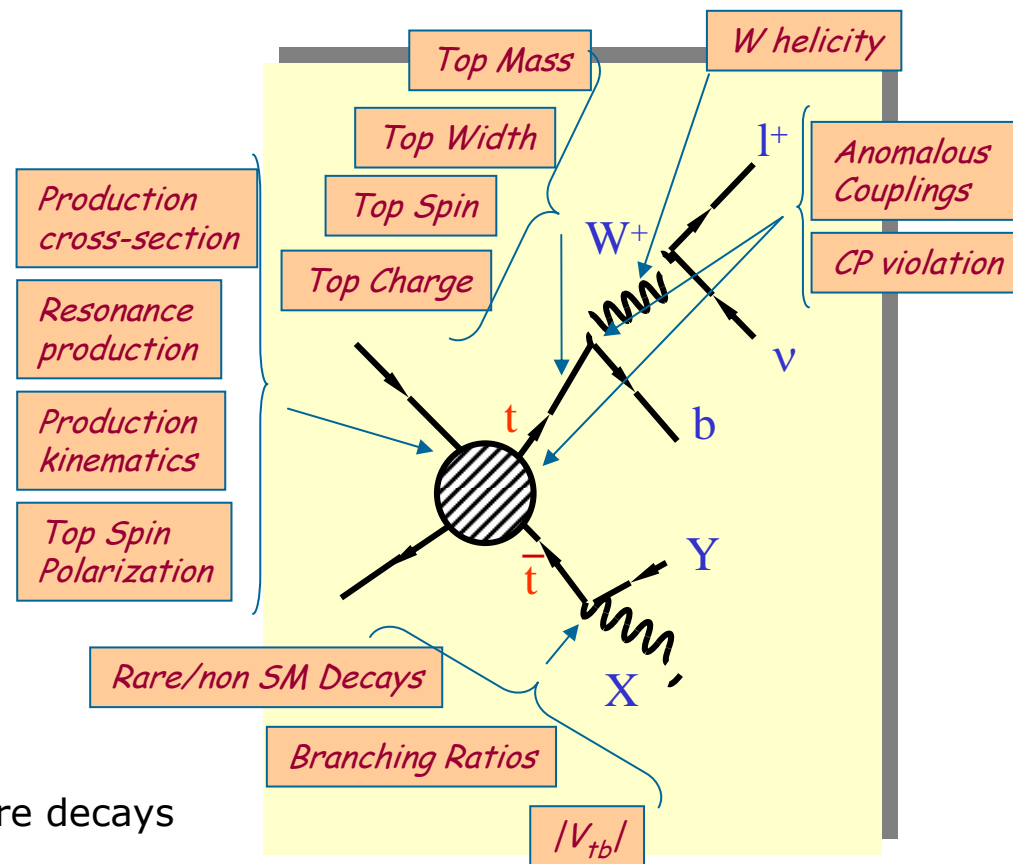 Top Mass
W helicity
Top Width
l+
Anomalous
Couplings
Production
cross-section
Top Spin
W+
CP violation
Top Charge
Resonance
production
ν
Production
kinematics
t
b
Top Spin
Polarization
t̅
Y
Rare/non SM Decays
X
Branching Ratios
re decays
|Vtb|